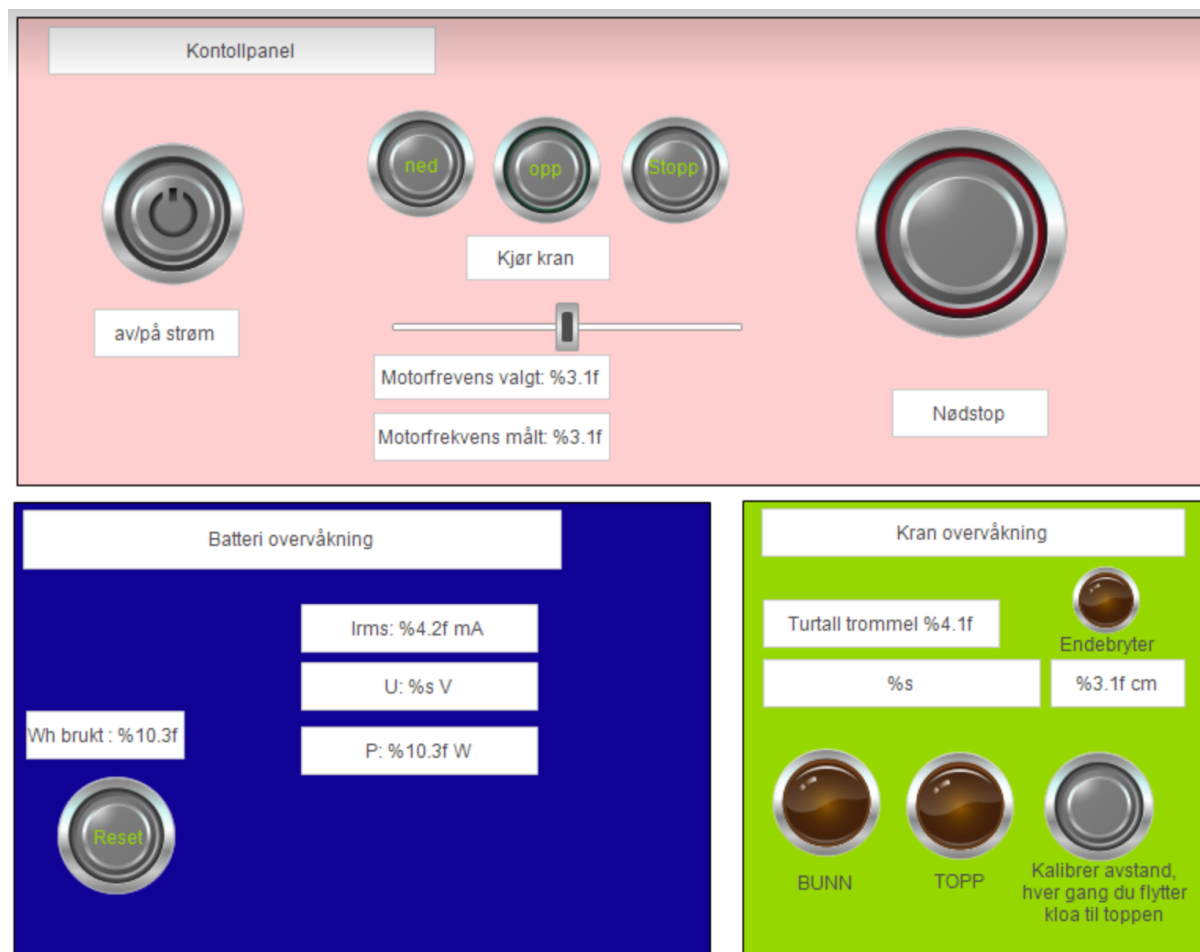 Kontollpanel
ned
opp
Stopp
Kjør kran
av/på strøm
Motorfrevens valgt: %3.1f
Motorfrekvens målt: %3.1f
Nødstop
Batteri overvåkning
Irms: %4.2f mA
U: %s V
Wh brukt : %10.3f
P: %10.3f W
Reset
Kran overvåkning
Turtall trommel %4.1f
Endebryter
%s
%3.1f cm
BUNN
TOPP
Kalibrer avstand,
hver gang du flytter
kloa til toppen